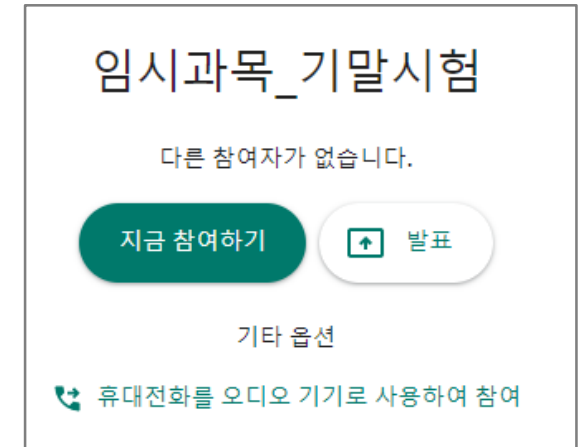 임시과목_기말시험
다른 참여자가 없습니다.
지금 참여하기
발표
기타 옵션
휴대전화를 오디오 기기로 사용하여 참여